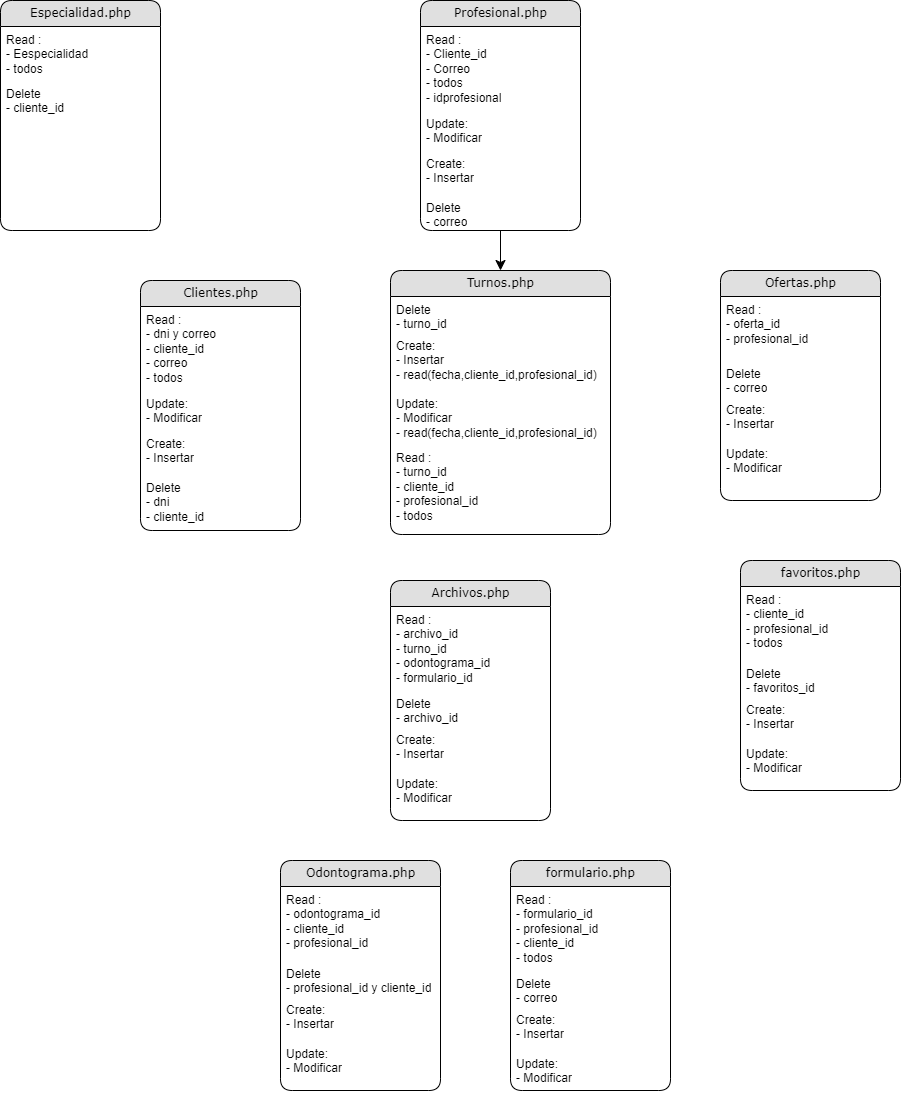 Especialidad.php
Read :
- Eespecialidad
- todos
Delete
- cliente_id
Profesional.php
Read :
- Cliente_id
- Correo
- todos
- idprofesional
Update:
- Modificar
Create:
- Insertar
Delete
- correo
Clientes.php
Read :
- dni y correo
- cliente_id
- correo
- todos
Update:
- Modificar
Create:
- Insertar
Delete
- dni
- cliente_id
Turnos.php
Delete
- turno_id
Create:
- Insertar
- read(fecha,cliente_id,profesional_id)
Update:
- Modificar
- read(fecha,cliente_id,profesional_id)
Read :
- turno_id
- cliente_id
- profesional_id
- todos
Ofertas.php
Read :
- oferta_id
- profesional_id
Delete
- correo
Create:
- Insertar
Update:
- Modificar
Archivos.php
Read :
- archivo_id
- turno_id
- odontograma_id
- formulario_id
Delete
- archivo_id
Create:
- Insertar
Update:
- Modificar
favoritos.php
Read :
- cliente_id
- profesional_id
- todos
Delete
- favoritos_id
Create:
- Insertar
Update:
- Modificar
Odontograma.php
Read :
- odontograma_id
- cliente_id
- profesional_id
Delete
- profesional_id y cliente_id
Create:
- Insertar
Update:
- Modificar
formulario.php
Read :
- formulario_id
- profesional_id
- cliente_id
- todos
Delete
- correo
Create:
- Insertar
Update:
- Modificar